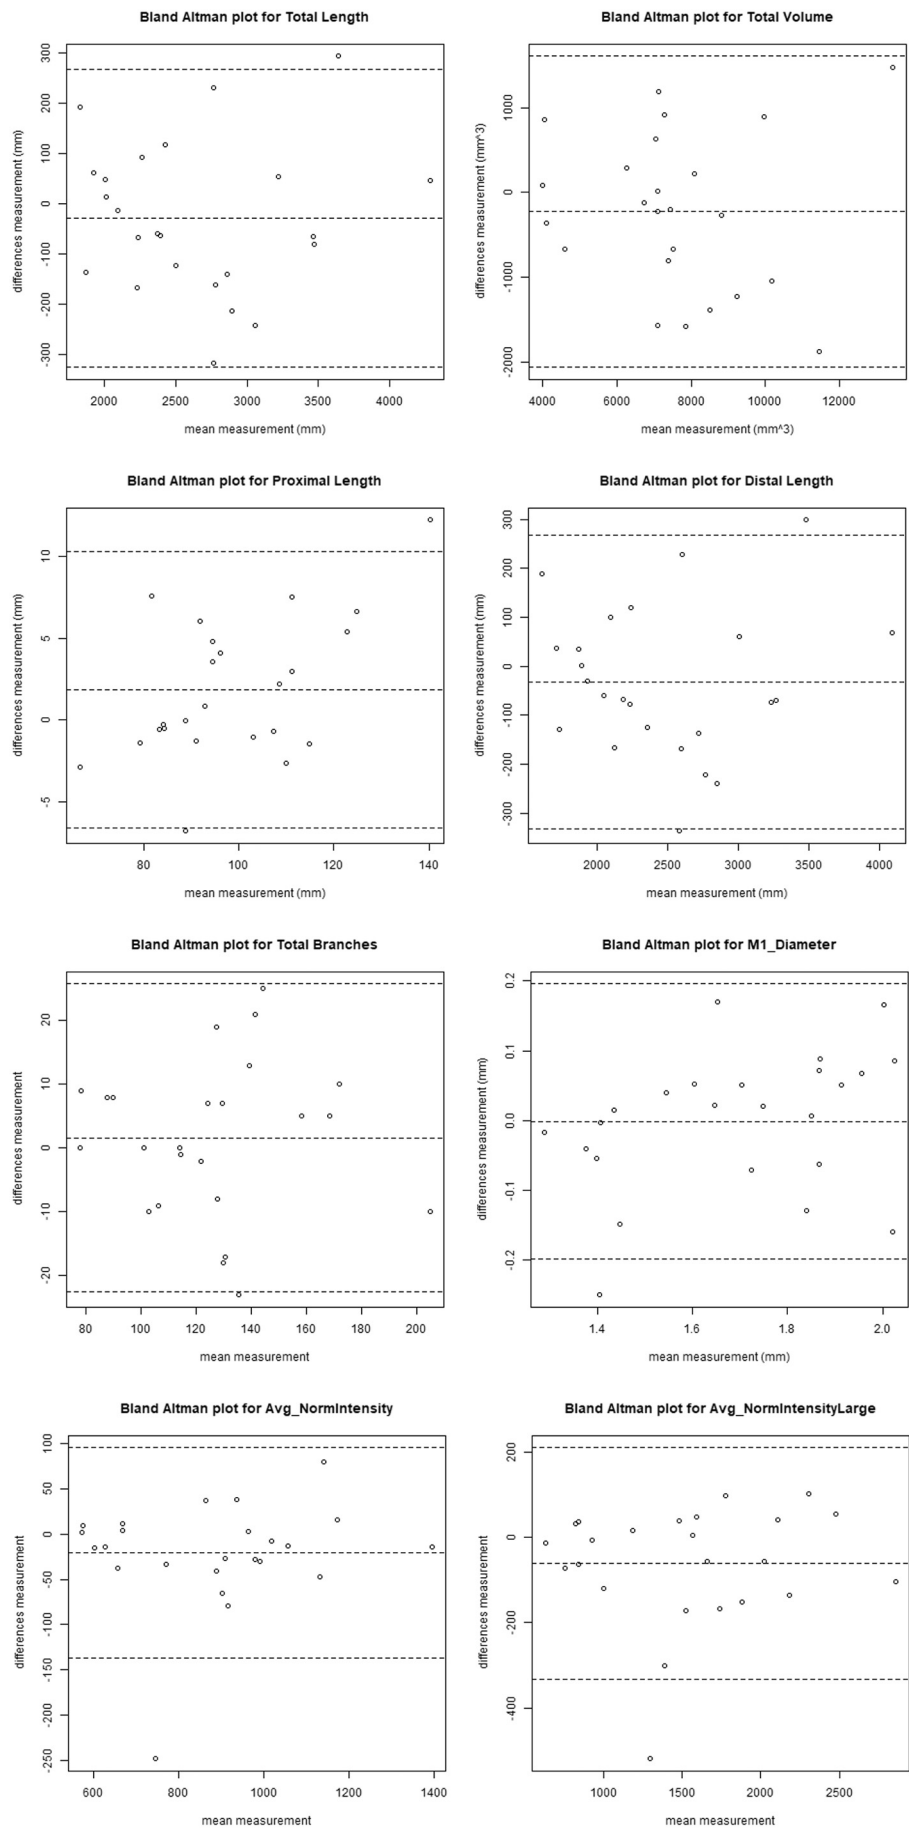 Bland Altman plot for Total Length
differences measurement (mm)
300
200
100
0
-100
-200
-300
2000 2500 3000 3500 4000
mean measurement (mm)
Bland Altman plot for Total Volume
differences measurement (mm^3)
1000
0
-1000
-2000
4000 6000 8000 10000 12000
mean measurement (mm^3)
Bland Altman plot for Proximal Length
differences measurement (mm)
10
5
0
-5
80 100 120 140
mean measurement (mm)
Bland Altman plot for Distal Length
differences measurement (mm)
300
200
100
0
-100
-200
-300
2000 2500 3000 3500 4000
mean measurement (mm)
Bland Altman plot for Total Branches
differences measurement
20
10
0
-10
-20
80 100 120 140 160 180 200
mean measurement
Bland Altman plot for M1_Diameter
differences measurement (mm)
0.2
0.1
0.0
-0.1
-0.2
1.4 1.6 1.8 2.0
mean measurement (mm)
Bland Altman plot for Avg_NormIntensity
differences measurement
100
50
0
-50
-100
-150
-200
-250
600 800 1000 1200 1400
mean measurement
Bland Altman plot for Avg_NormIntensityLarge
differences measurement
200
0
-200
-400
1000 1500 2000 2500
mean measurement